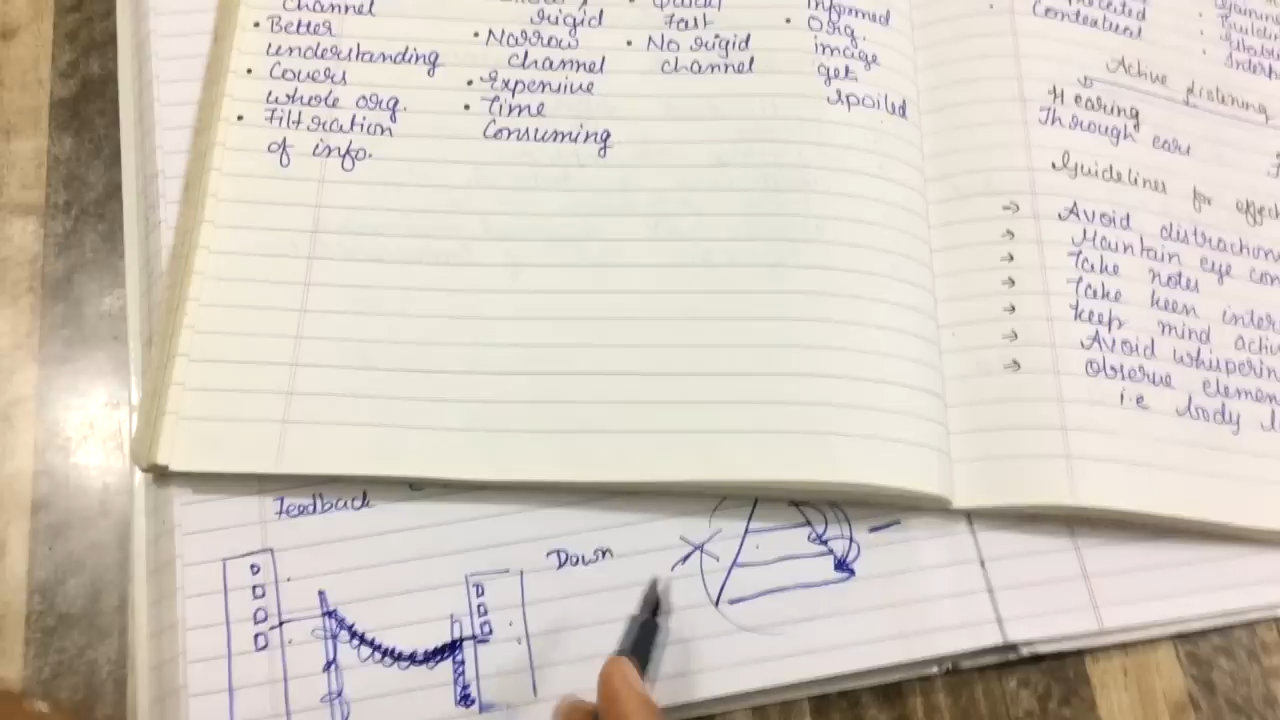 Channel
• Better
understanding
• Covers
whole org.
• Filtration
of info.
rigid
• Narrow
channel
• Expensive
• Time
Consuming
fast
• No rigid
channel
informed
• Org.
image
get
spoiled
Contextual
Active listening
Hearing
Through ears
Guidelines for
→ Avoid distraction
→ Maintain eye
→ Take notes
→ Take keen
→ keep mind
→ Avoid
→ Observe
i.e body
Feedback
Down